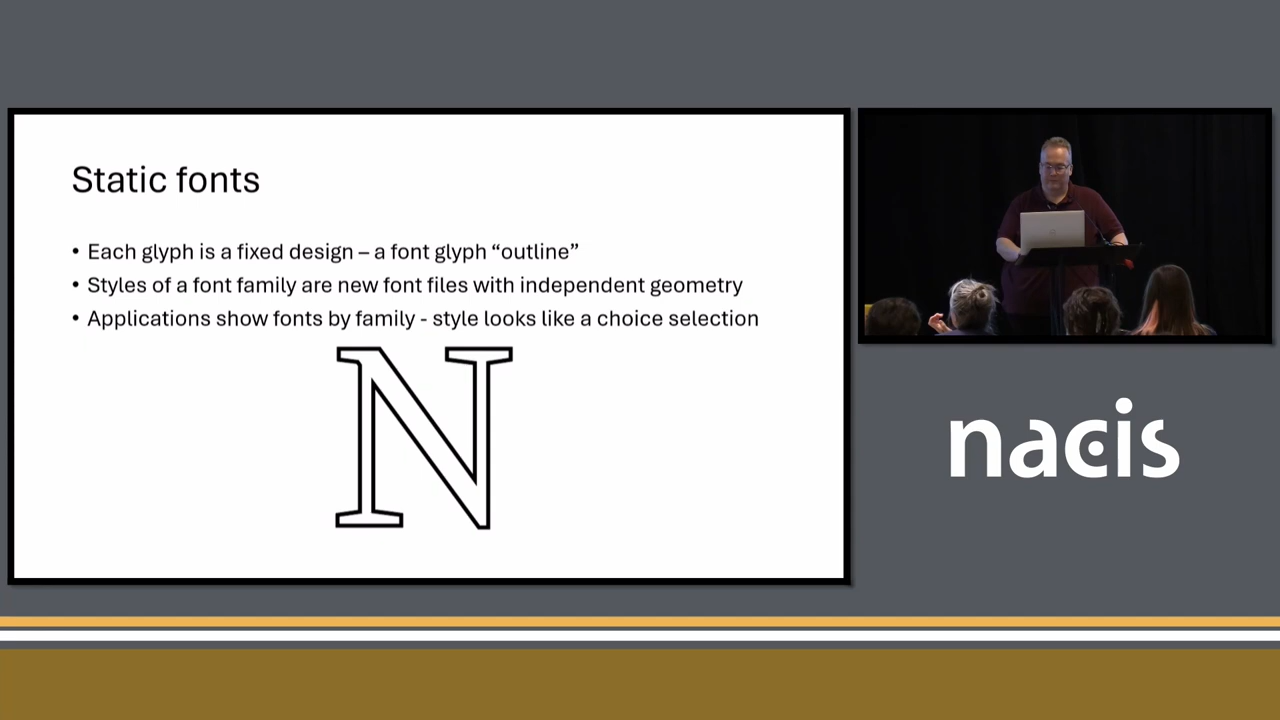 Static fonts
• Each glyph is a fixed design – a font glyph “outline”
• Styles of a font family are new font files with independent geometry
• Applications show fonts by family - style looks like a choice selection
N
nacis